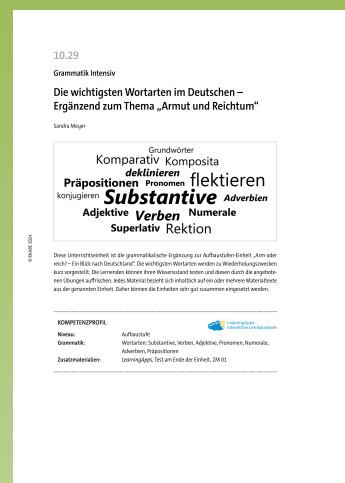 10.29
Grammatik Intensiv
Die wichtigsten Wortarten im Deutschen –
Ergänzend zum Thema „Armut und Reichtum“
Sandra Meyer
Grundwörter
Komparativ Komposita
deklinieren
Präpositionen Pronomen flektieren
konjugieren Substantive Adverbien
Adjektive Verben Numerale
Superlativ Rektion
© RAABE 2024
Diese Unterrichtseinheit ist die grammatikalische Ergänzung zur Aufbaustufen-Einheit „Arm oder
reich? – Ein Blick nach Deutschland“. Die wichtigsten Wortarten werden zu Wiederholungszwecken
kurz vorgestellt. Die Lernenden können ihren Wissensstand testen und diesen durch die angebote-
nen Übungen auffrischen. Jedes Material bezieht sich inhaltlich auf ein oder mehrere Materialtexte
aus der genannten Einheit. Daher können die Einheiten sehr gut zusammen eingesetzt werden.
KOMPETENZPROFIL
LearningApps -
interaktive Lernbausteine
Niveau: Aufbaustufe
Grammatik: Wortarten: Substantive, Verben, Adjektive, Pronomen, Numerale,
Adverbien, Präpositionen
Zusatzmaterialien: LearningApps, Test am Ende der Einheit, ZM 01